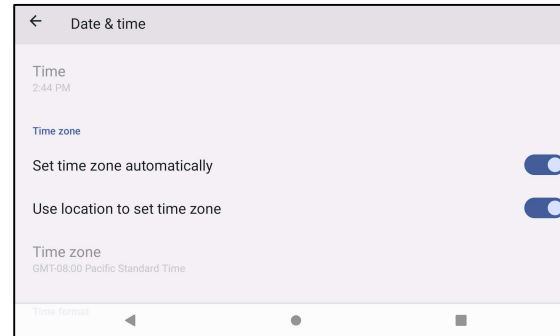 Date & time
Time
2:44 PM
Time zone
Set time zone automatically
Use location to set time zone
Time zone
GMT-08:00 Pacific Standard Time
Time format